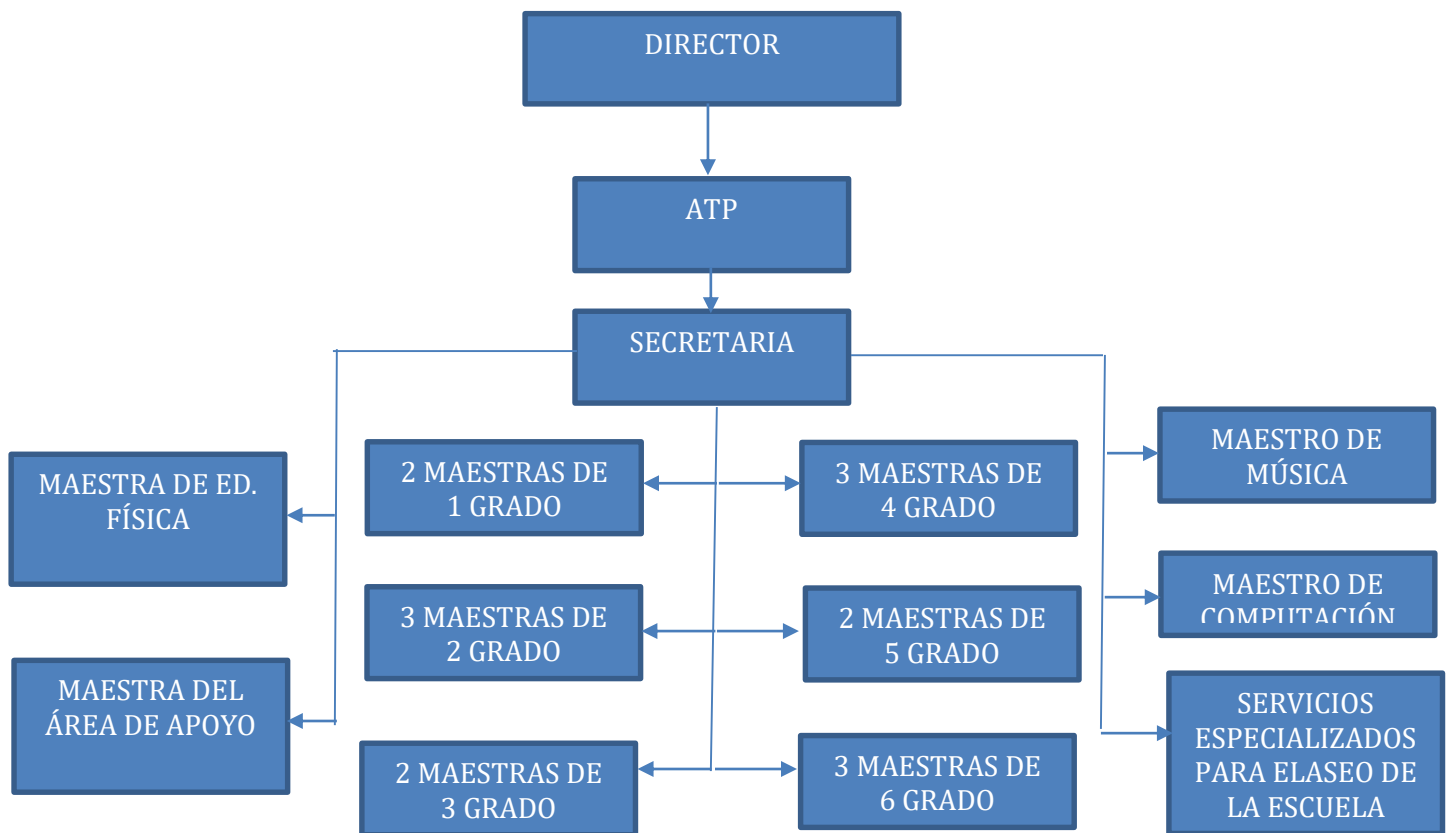 DIRECTOR
ATP
SECRETARIA
MAESTRA DE ED.
FÍSICA
MAESTRA DEL
ÁREA DE APOYO
2 MAESTRAS DE
1 GRADO
3 MAESTRAS DE
2 GRADO
2 MAESTRAS DE
3 GRADO
3 MAESTRAS DE
4 GRADO
2 MAESTRAS DE
5 GRADO
3 MAESTRAS DE
6 GRADO
MAESTRO DE
MÚSICA
MAESTRO DE
COMPUTACIÓN
SERVICIOS
ESPECIALIZADOS
PARA ELASEO DE
LA ESCUELA